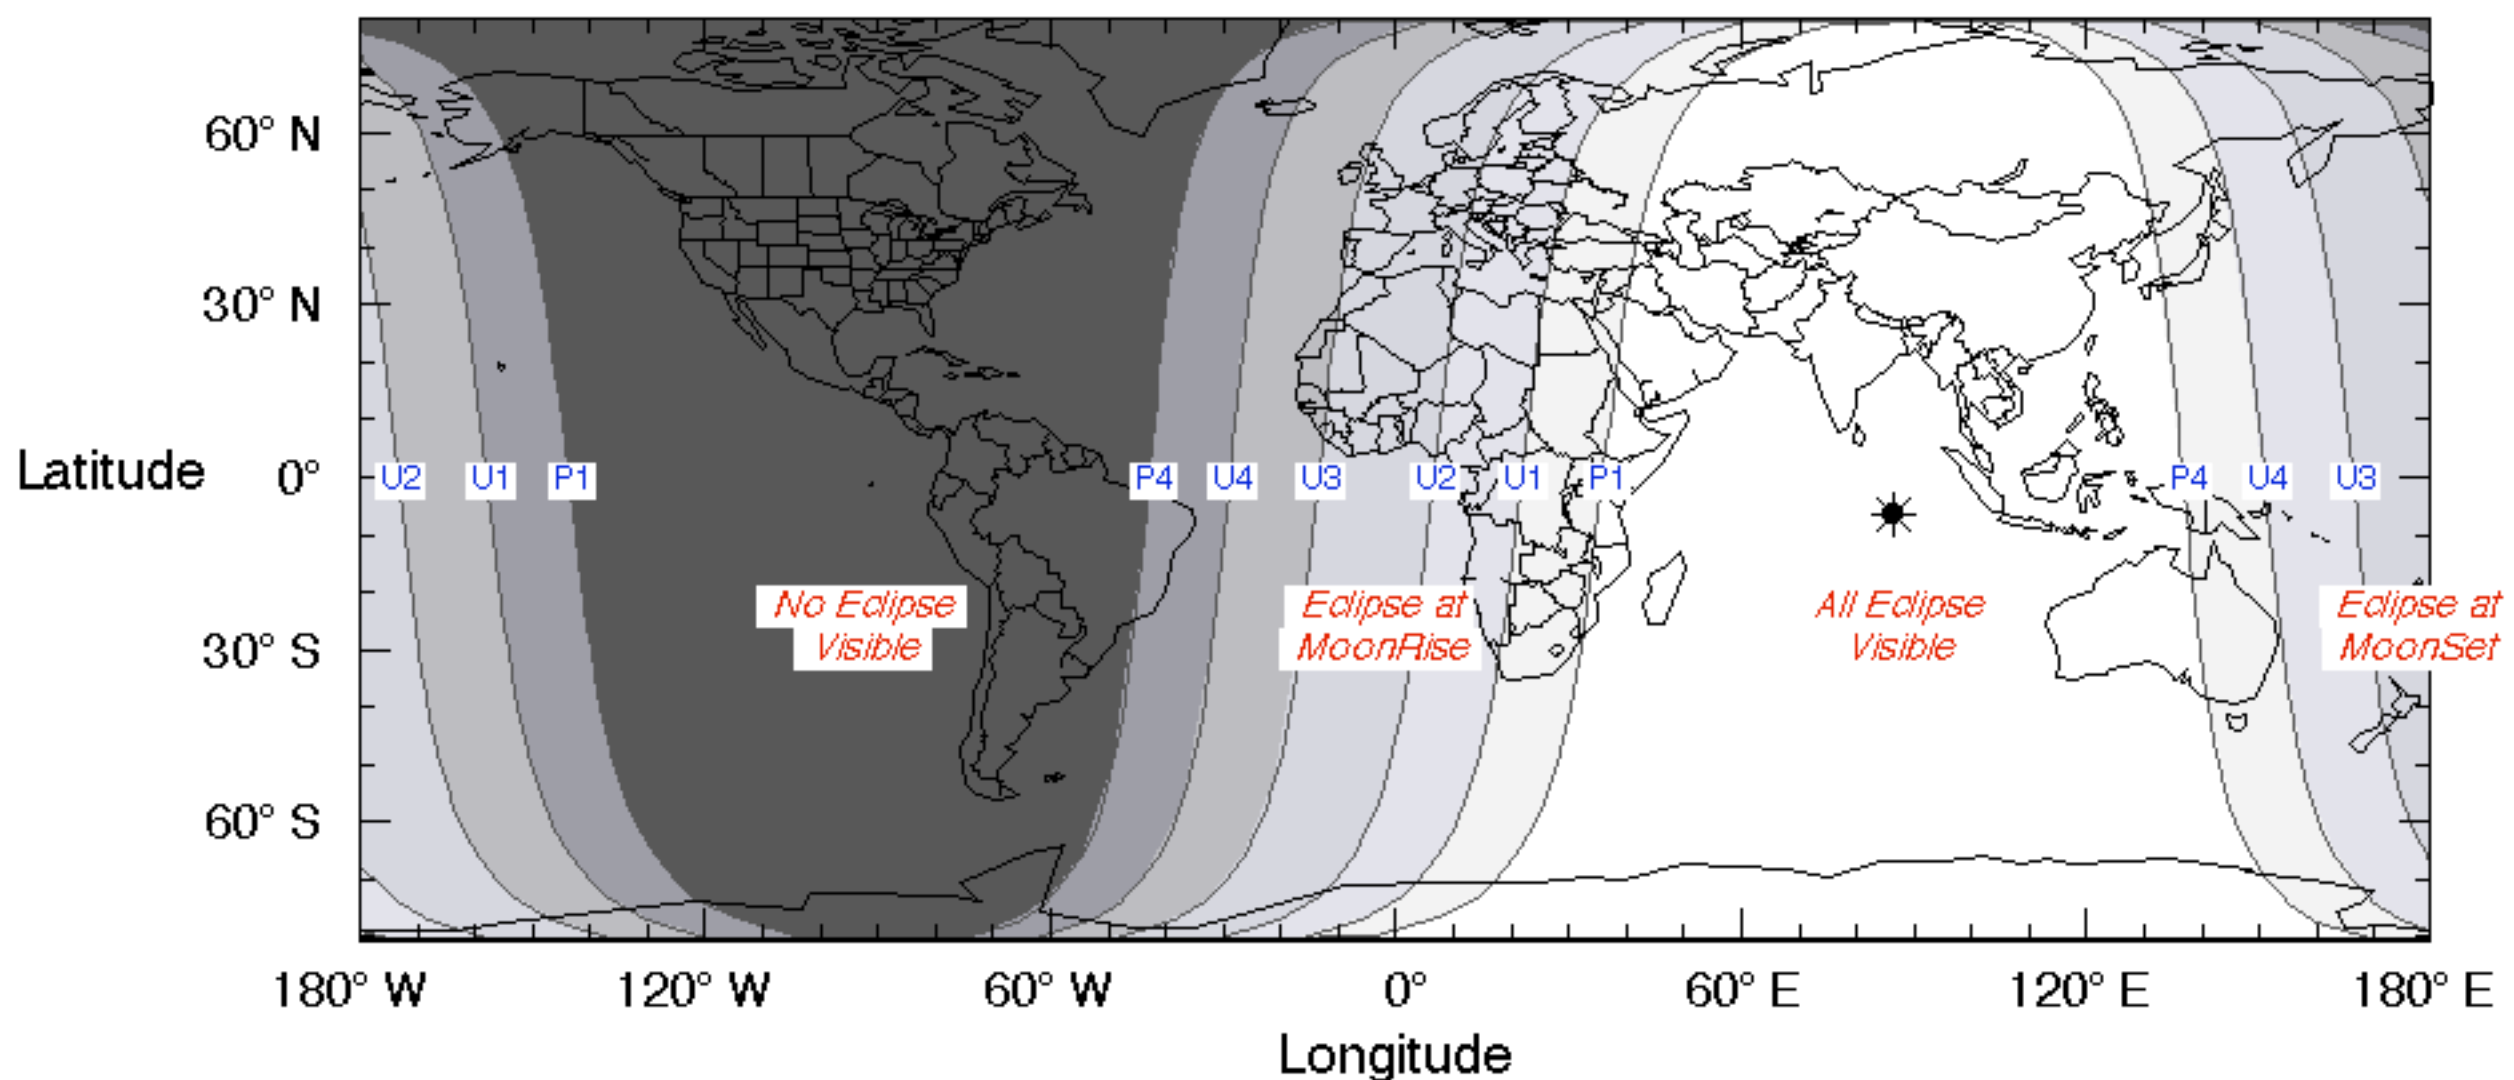 60° N
30° N
Latitude 0°
U2 U1 P1 P4 U4 U3 U2 U1 P1 P4 U4 U3
No Eclipse
Visible
Eclipse at
MoonRise
All Eclipse
Visible
Eclipse at
MoonSet
30° S
60° S
180° W 120° W 60° W 0° 60° E 120° E 180° E
Longitude